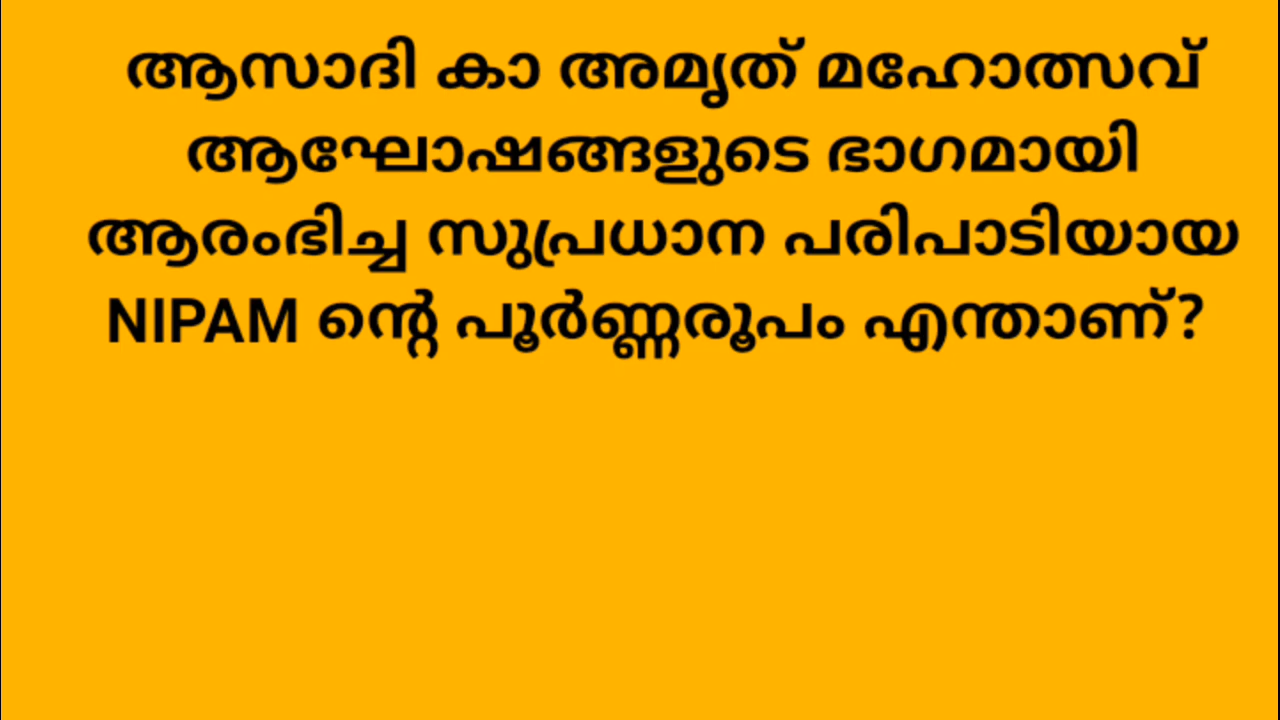 ആസാദി കാ അമൃത് മഹോത്സവ്
ആഘോഷങ്ങളുടെ ഭാഗമായി
ആരംഭിച്ച സുപ്രധാന പരിപാടിയായ
NIPAM ന്റെ പൂർണ്ണരൂപം എന്താണ്?